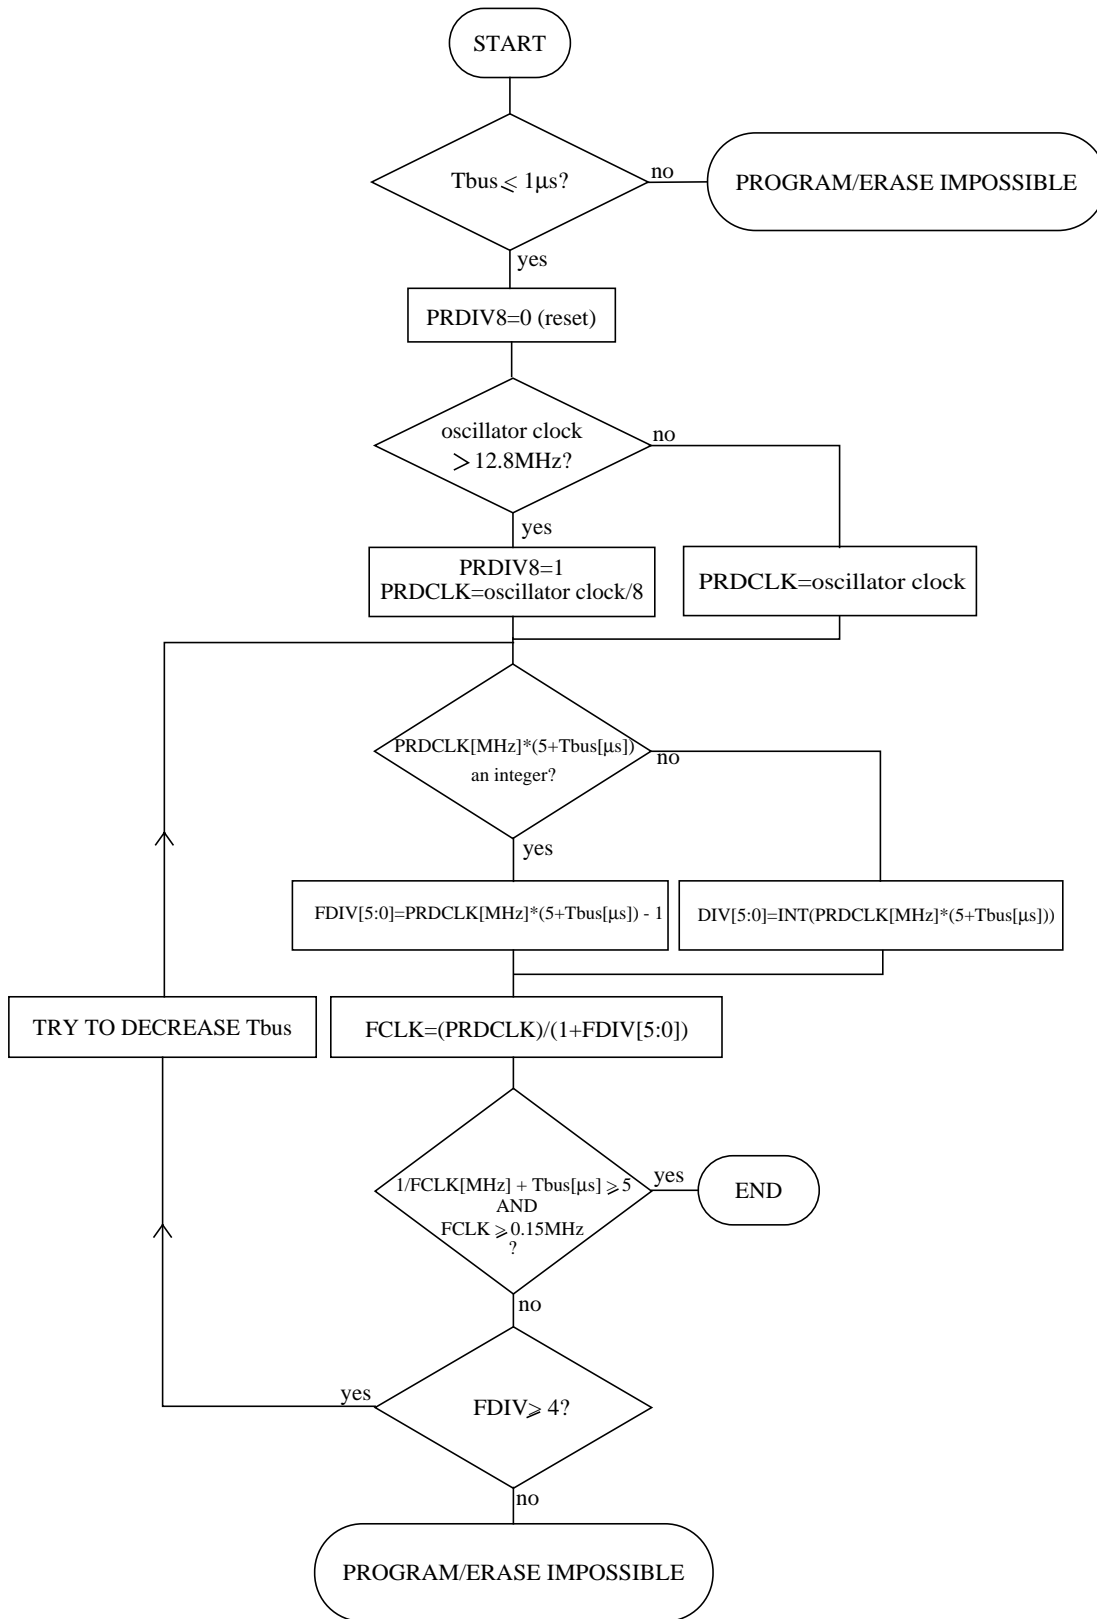 START
Tbus ⩽ 1μs?
no
PROGRAM/ERASE IMPOSSIBLE
yes
PRDIV8=0 (reset)
oscillator clock
> 12.8MHz?
no
yes
PRDIV8=1
PRDCLK=oscillator clock/8
PRDCLK=oscillator clock
PRDCLK[MHz]*(5+Tbus[μs])
an integer?
no
yes
FDIV[5:0]=PRDCLK[MHz]*(5+Tbus[μs]) - 1
DIV[5:0]=INT(PRDCLK[MHz]*(5+Tbus[μs]))
TRY TO DECREASE Tbus
FCLK=(PRDCLK)/(1+FDIV[5:0])
1/FCLK[MHz] + Tbus[μs] ⩾ 5
AND
FCLK ⩾ 0.15MHz
?
yes
END
no
yes
FDIV ⩾ 4?
no
PROGRAM/ERASE IMPOSSIBLE